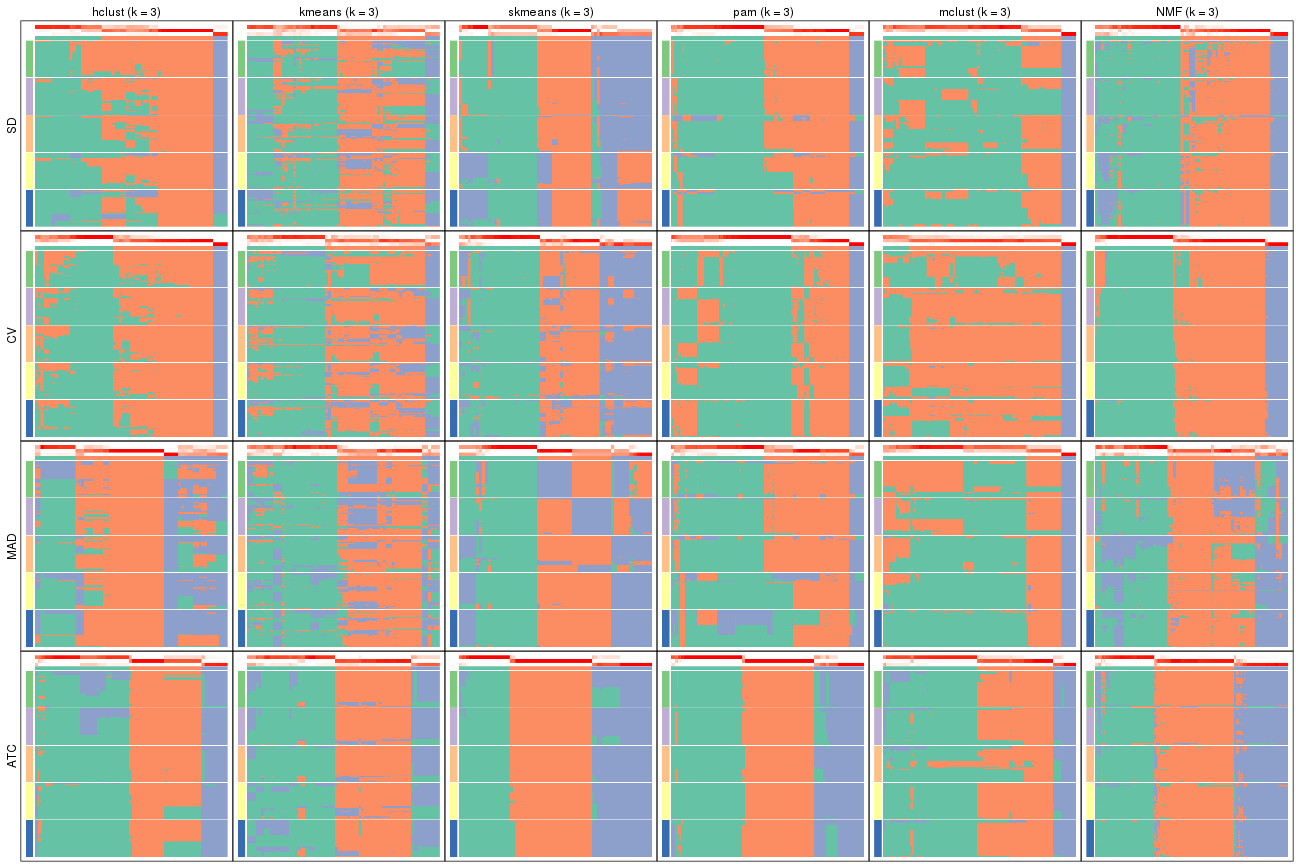 hclust (k = 3) kmeans (k = 3) skmeans (k = 3) pam (k = 3) mclust (k = 3) NMF (k = 3)
SD
CV
MAD
ATC